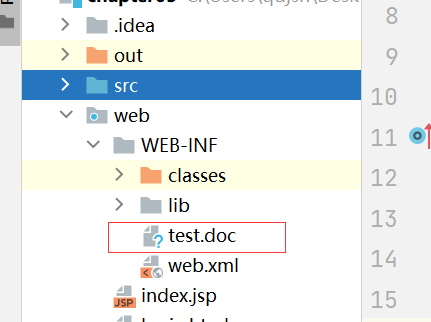 8
.idea
9
out
src
10
web
11
WEB-INF
12
classes
lib
13
test.doc
14
web.xml
index.jsp
15